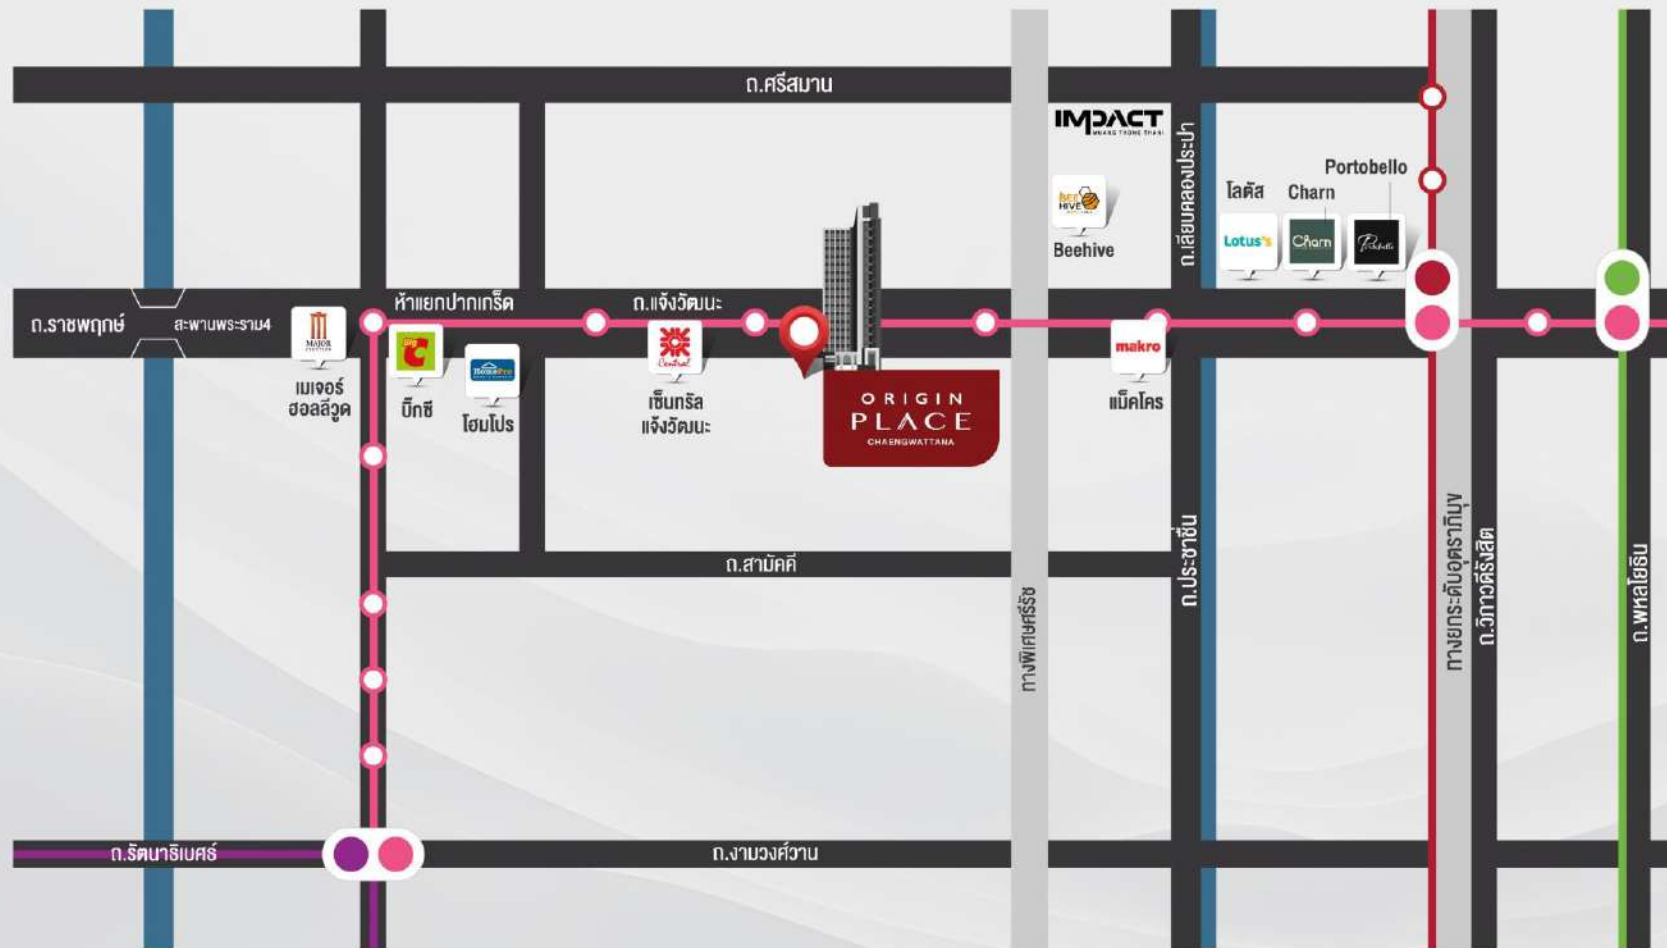 ถ.ศรีสมาน
IMPACT
MUANG THONG THANI
ถ.เลียบคลองประปา
Portobello
โลตัส
Charn
BEE
HIVE
Lotus's
Charn
Portobello
Beehive
ห้าแยกปากเกร็ด
ถ.แจ้งวัฒนะ
ถ.ราชพฤกษ์
สะพานพระราม4
MAJOR
Big
C
HomePro
Central
makro
เมเจอร์
ฮอลลีวูด
บิ๊กซี
โฮมโปร
เซ็นทรัล
แจ้งวัฒนะ
แม็คโคร
ORIGIN
PLACE
CHAENGWATTANA
ถ.สามัคคี
ทางพิเศษศรีรัช
ถ.ประชาชื่น
ทางยกระดับอุตราภิมุข
ถ.วิภาวดีรังสิต
ถ.พหลโยธิน
ถ.รัตนาธิเบศร์
ถ.งามวงศ์วาน